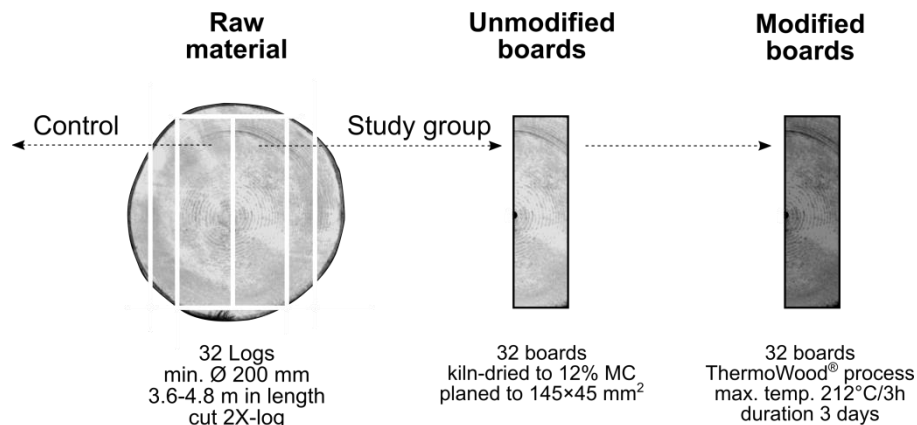 Raw
material
Unmodified
boards
Modified
boards
Control
Study group
32 Logs
min. Ø 200 mm
3.6-4.8 m in length
cut 2X-log
32 boards
kiln-dried to 12% MC
planed to 145×45 mm²
32 boards
ThermoWood® process
max. temp. 212°C/3h
duration 3 days